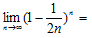 lim_{n→∞} (1 − 1/2n)^n =